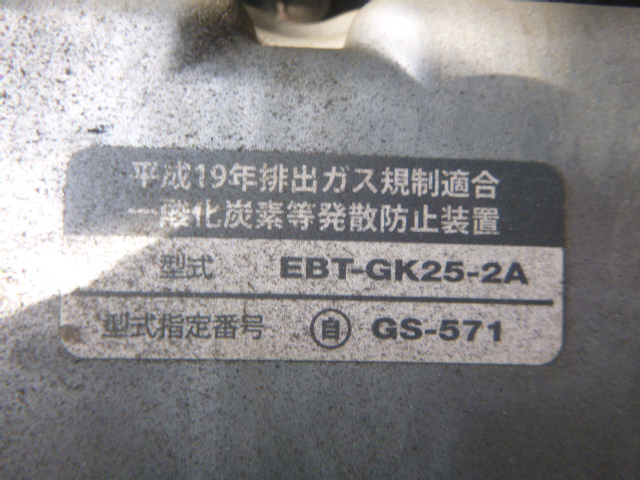 平成19年排出ガス規制適合
一酸化炭素等発散防止装置
型式 EBT-GK25-2A
型式指定番号 自 GS-571